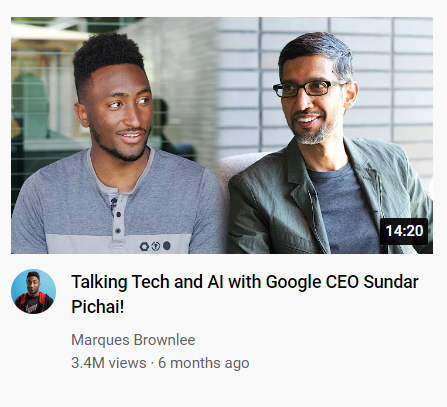 14:20
Talking Tech and AI with Google CEO Sundar
Pichai!
Marques Brownlee
3.4M views · 6 months ago